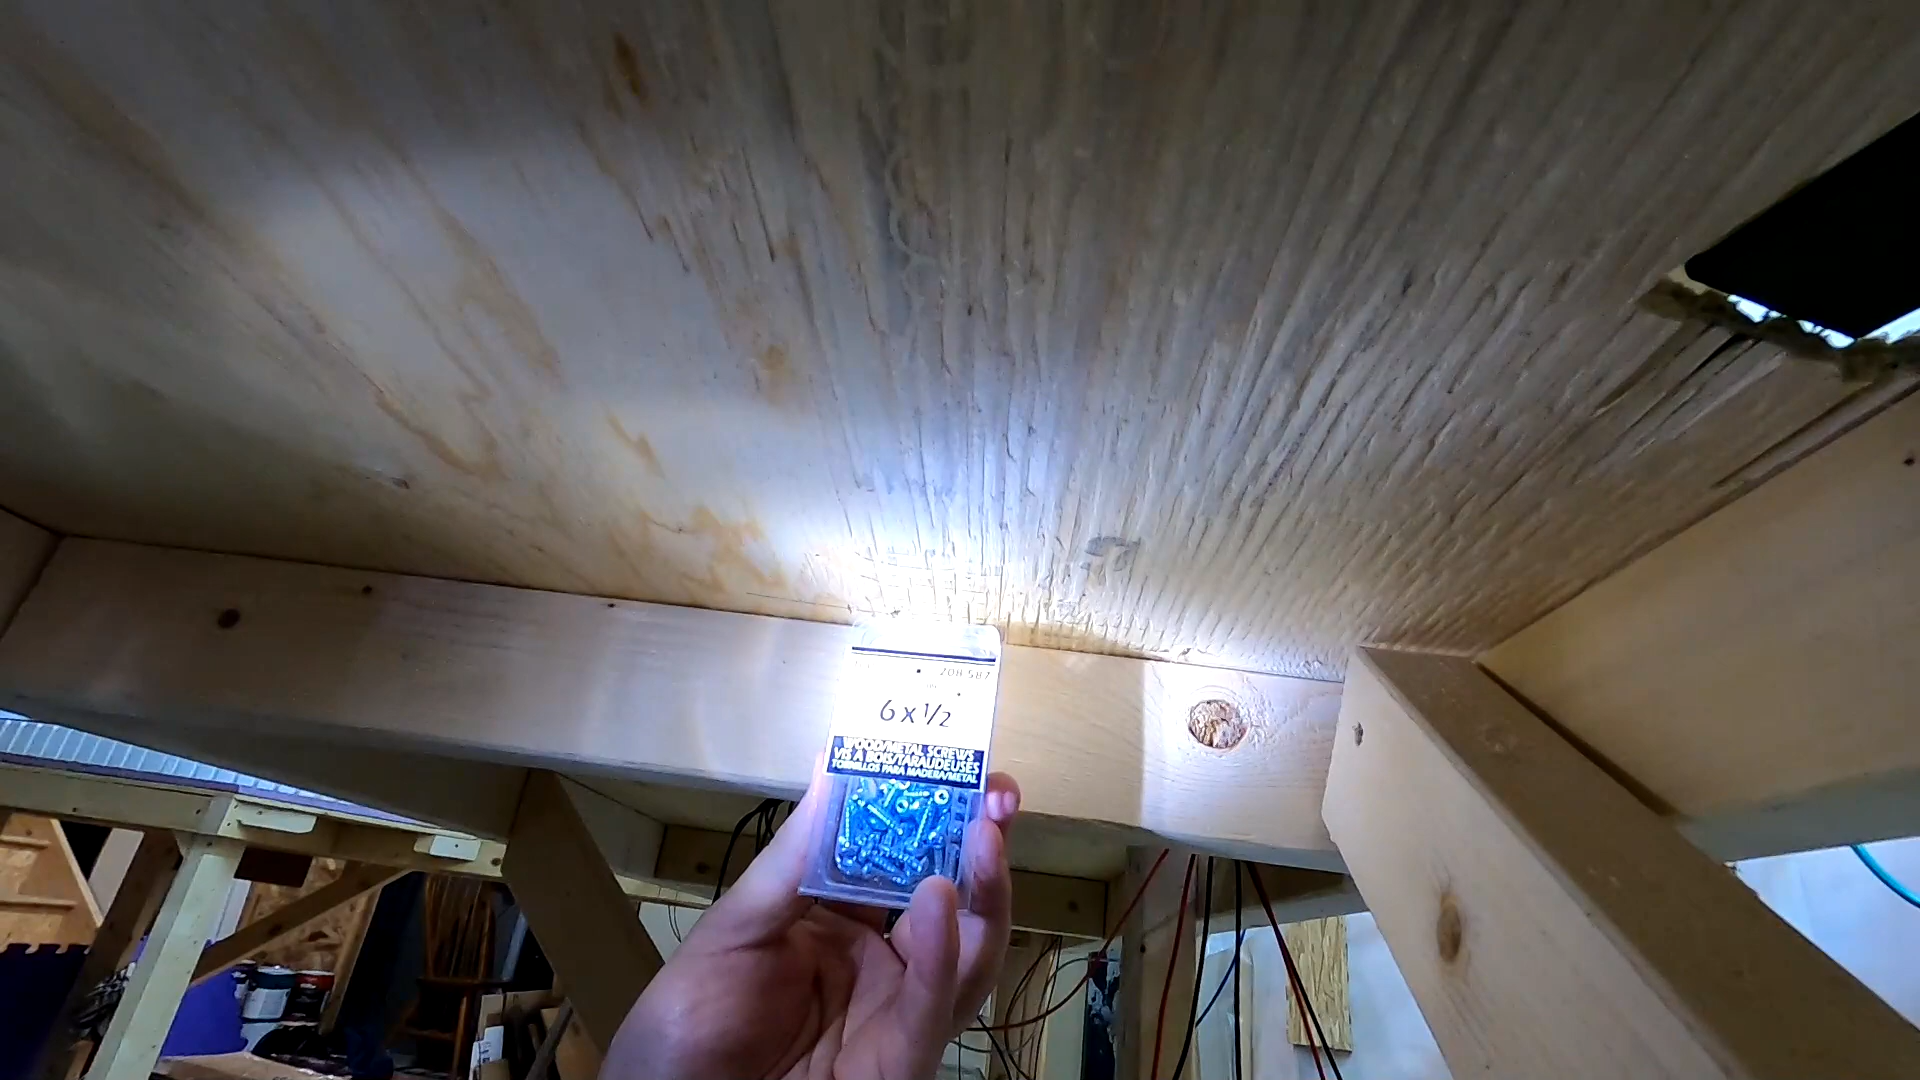 208 587
6 x 1/2
WOOD/METAL SCREWS
VIS À BOIS/TARAUDEUSES
TORNILLOS PARA MADERA/METAL